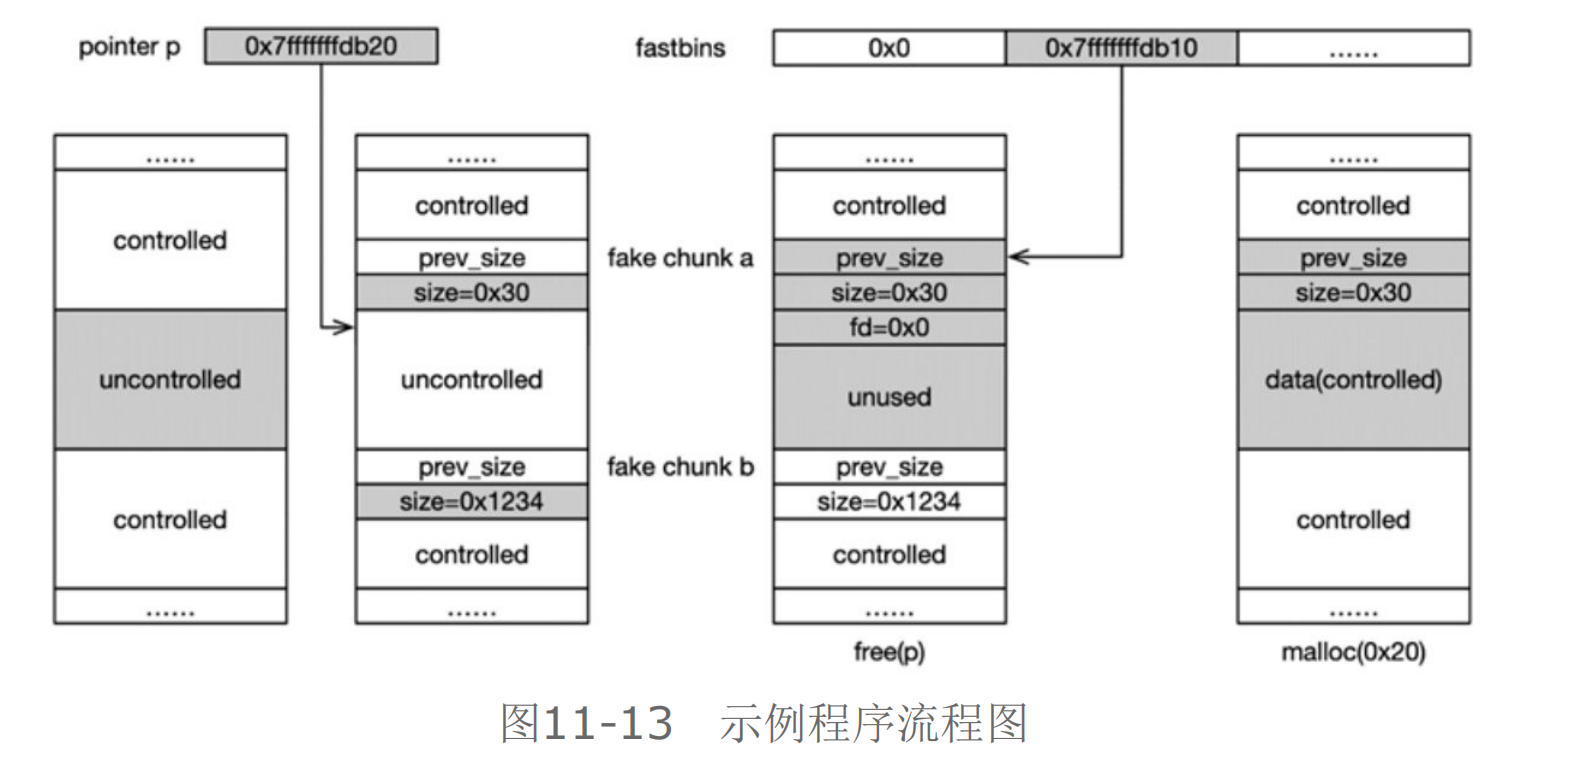 pointer p
0x7fffffffdb20
fastbins
0x0
0x7fffffffdb10
......
......
controlled
uncontrolled
controlled
......
......
controlled
prev_size
size=0x30
uncontrolled
prev_size
size=0x1234
controlled
......
fake chunk a
fake chunk b
......
controlled
prev_size
size=0x30
fd=0x0
unused
prev_size
size=0x1234
controlled
......
free(p)
......
controlled
prev_size
size=0x30
data(controlled)
controlled
......
malloc(0x20)
图11-13 示例程序流程图